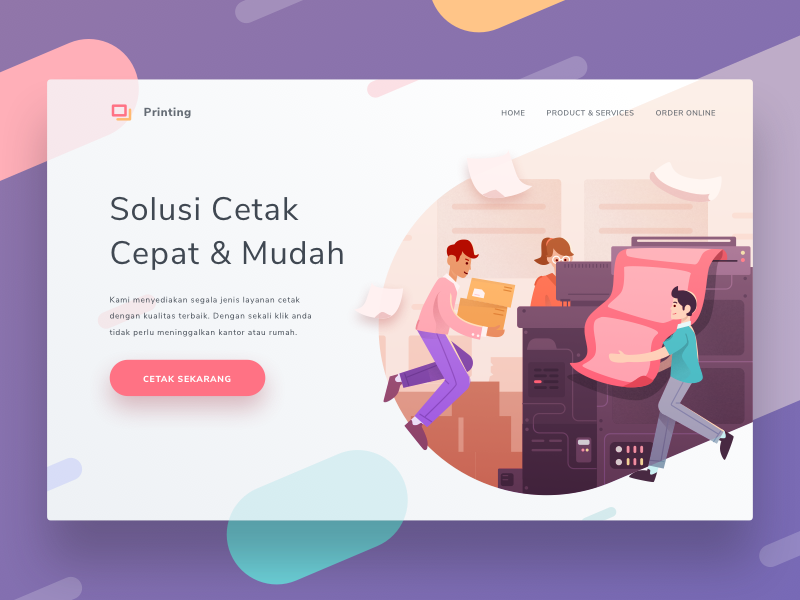 Printing
HOME PRODUCT & SERVICES ORDER ONLINE
Solusi Cetak
Cepat & Mudah
Kami menyediakan segala jenis layanan cetak
dengan kualitas terbaik. Dengan sekali klik anda
tidak perlu meninggalkan kantor atau rumah.
CETAK SEKARANG